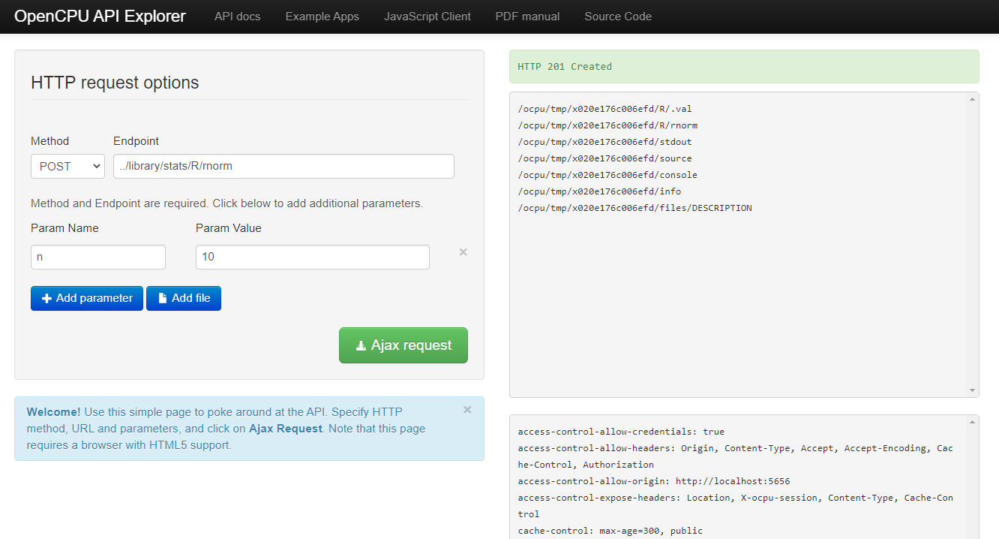 OpenCPU API Explorer
API docs
Example Apps
JavaScript Client
PDF manual
Source Code
HTTP request options
Method
Endpoint
POST
../library/stats/R/rnorm
Method and Endpoint are required. Click below to add additional parameters.
Param Name
Param Value
n
10
×
Add parameter
Add file
Ajax request
Welcome! Use this simple page to poke around at the API. Specify HTTP
method, URL and parameters, and click on Ajax Request. Note that this page
requires a browser with HTML5 support.
×
HTTP 201 Created
/ocpu/tmp/x020e176c006efd/R/.val
/ocpu/tmp/x020e176c006efd/R/rnorm
/ocpu/tmp/x020e176c006efd/stdout
/ocpu/tmp/x020e176c006efd/source
/ocpu/tmp/x020e176c006efd/console
/ocpu/tmp/x020e176c006efd/info
/ocpu/tmp/x020e176c006efd/files/DESCRIPTION
access-control-allow-credentials: true
access-control-allow-headers: Origin, Content-Type, Accept, Accept-Encoding, Cac
he-Control, Authorization
access-control-allow-origin: http://localhost:5656
access-control-expose-headers: Location, X-ocpu-session, Content-Type, Cache-Con
trol
cache-control: max-age=300, public